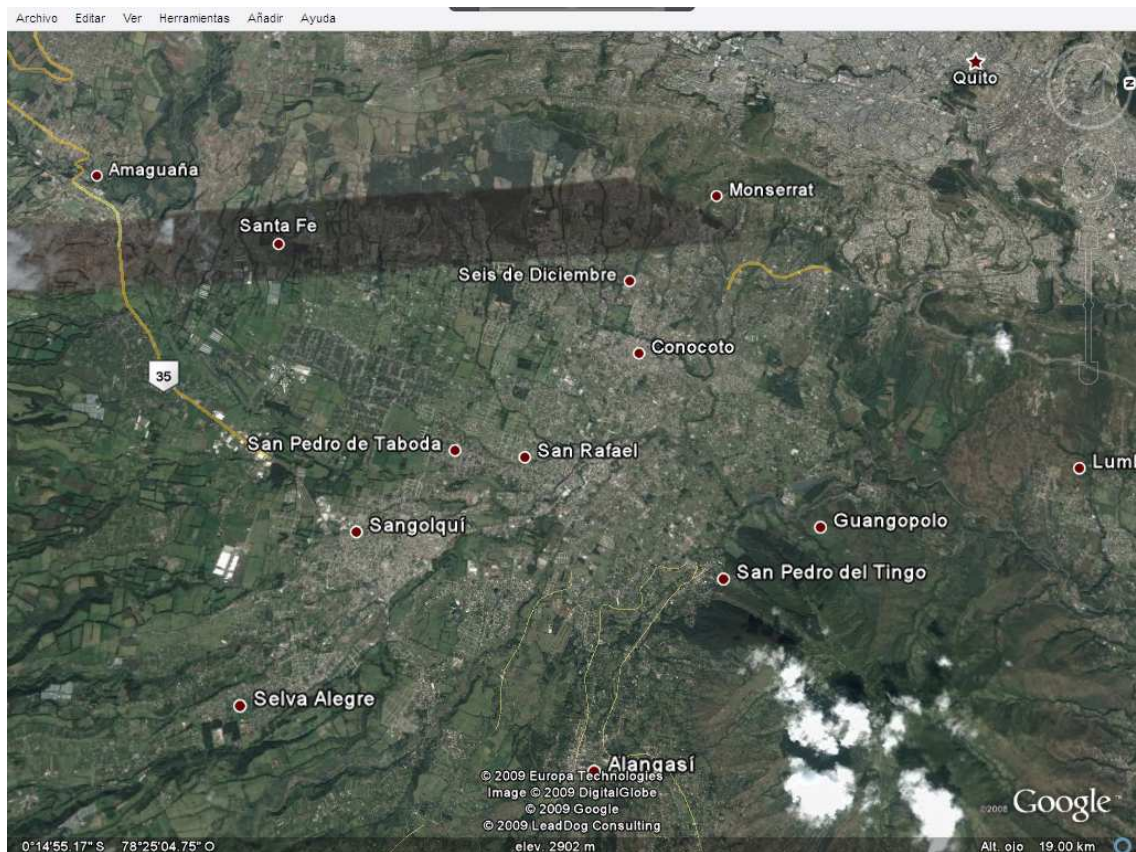 Archivo Editar Ver Herramientas Añadir Ayuda
Quito
N
Amaguaña
Monserrat
Santa Fe
Seis de Diciembre
Conocoto
35
San Pedro de Taboda
San Rafael
Lumb
Sangolquí
Guangopolo
San Pedro del Tingo
Selva Alegre
Alangasí
© 2009 Europa Technologies
Image © 2009 DigitalGlobe
© 2009 Google
© 2009 LeadDog Consulting
©2008 Google™
0°14'55.17" S 78°25'04.75" O elev. 2902 m Alt. ojo 19.00 km